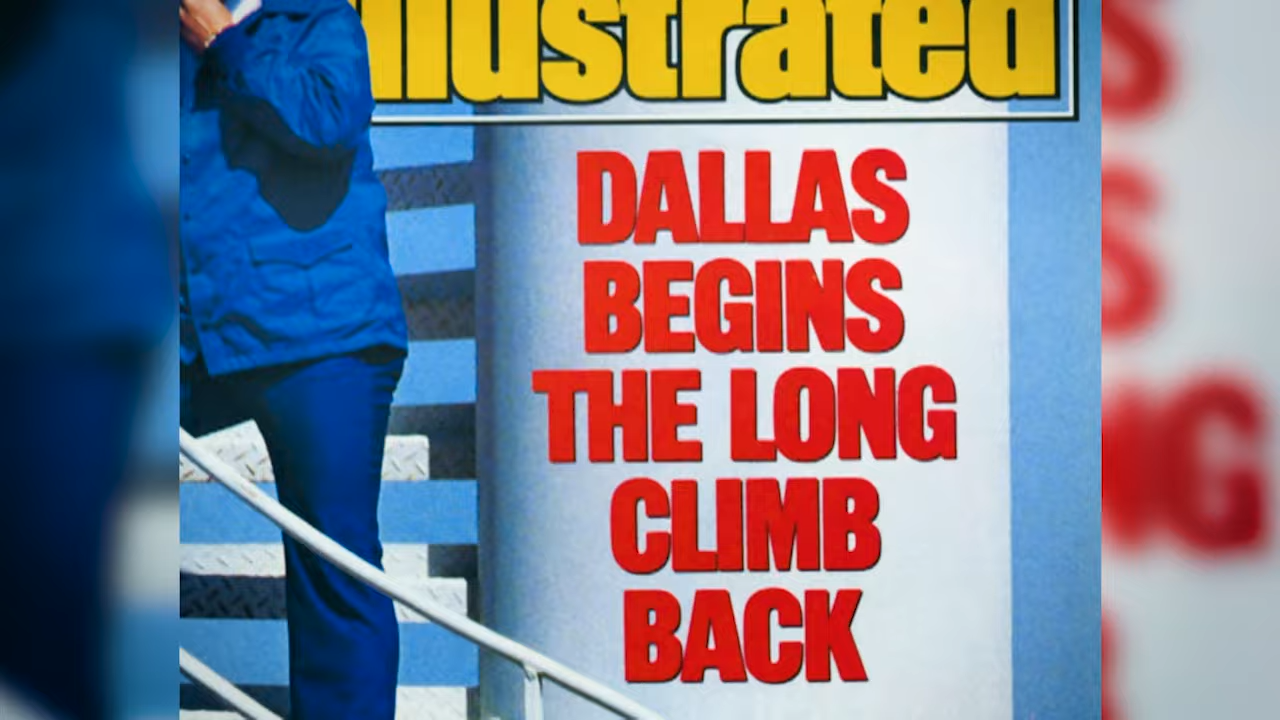 Illustrated
DALLAS
BEGINS
THE LONG
CLIMB
BACK